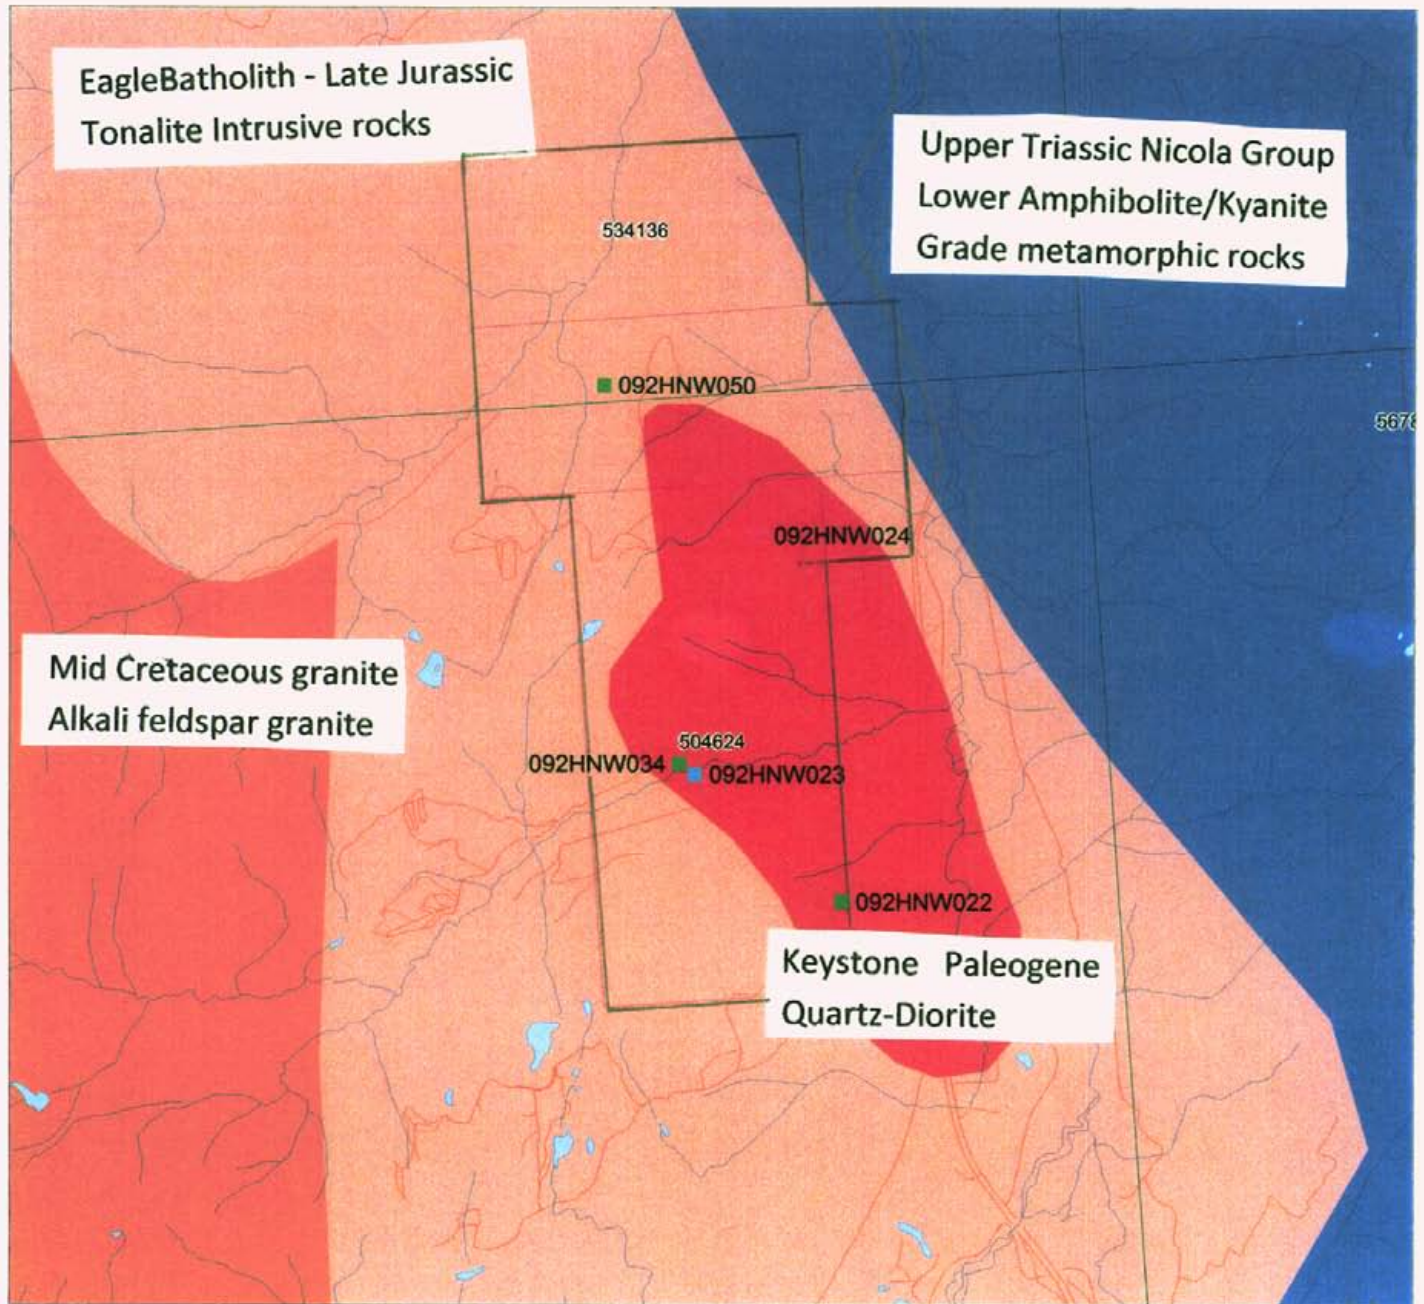 EagleBatholith - Late Jurassic
Tonalite Intrusive rocks
Upper Triassic Nicola Group
Lower Amphibolite/Kyanite
Grade metamorphic rocks
534136
092HNW050
5678
092HNW024
Mid Cretaceous granite
Alkali feldspar granite
504624
092HNW034
092HNW023
092HNW022
Keystone Paleogene
Quartz-Diorite